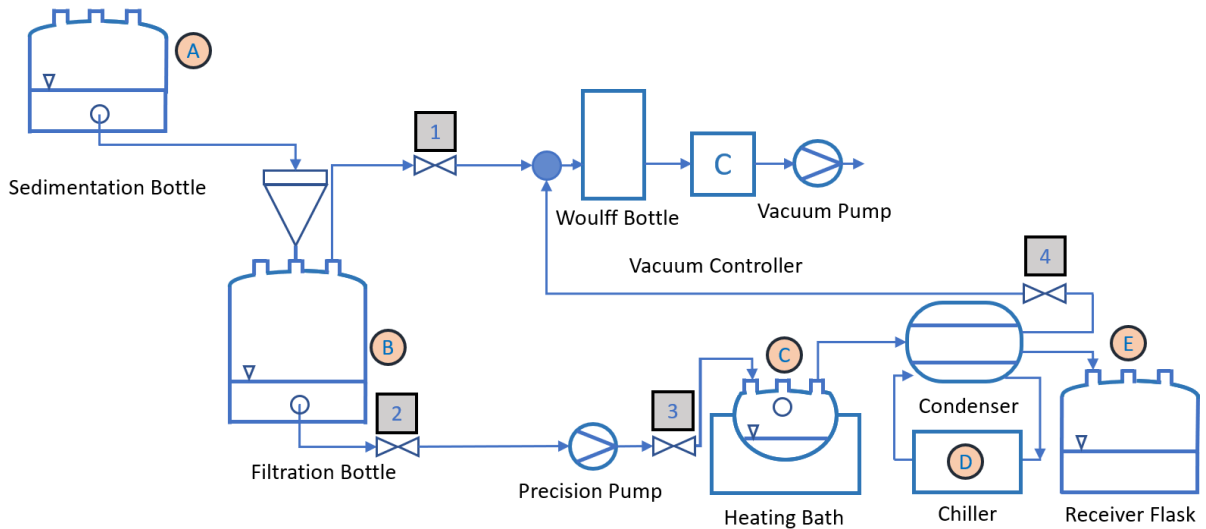 A
1
C
Sedimentation Bottle
Woulff Bottle
Vacuum Pump
Vacuum Controller
4
B
C
E
2
3
Condenser
Filtration Bottle
Precision Pump
D
Heating Bath
Chiller
Receiver Flask